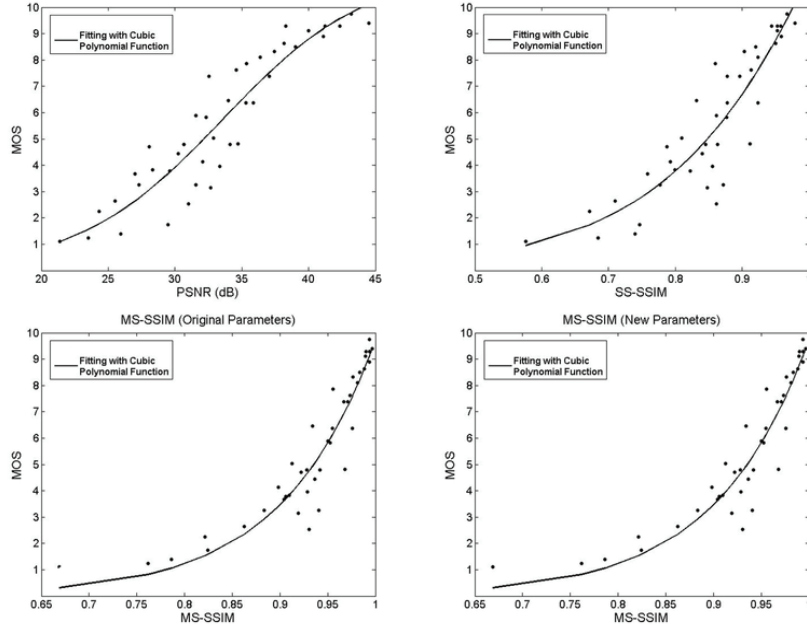 10
9
8
7
6
5
4
3
2
1
MOS
Fitting with Cubic
Polynomial Function
20 25 30 35 40 45
PSNR (dB)
10
9
8
7
6
5
4
3
2
1
MOS
Fitting with Cubic
Polynomial Function
0.5 0.6 0.7 0.8 0.9
SS-SSIM
MS-SSIM (Original Parameters)
10
9
8
7
6
5
4
3
2
1
MOS
Fitting with Cubic
Polynomial Function
0.65 0.7 0.75 0.8 0.85 0.9 0.95 1
MS-SSIM
MS-SSIM (New Parameters)
10
9
8
7
6
5
4
3
2
1
MOS
Fitting with Cubic
Polynomial Function
0.65 0.7 0.75 0.8 0.85 0.9 0.95
MS-SSIM